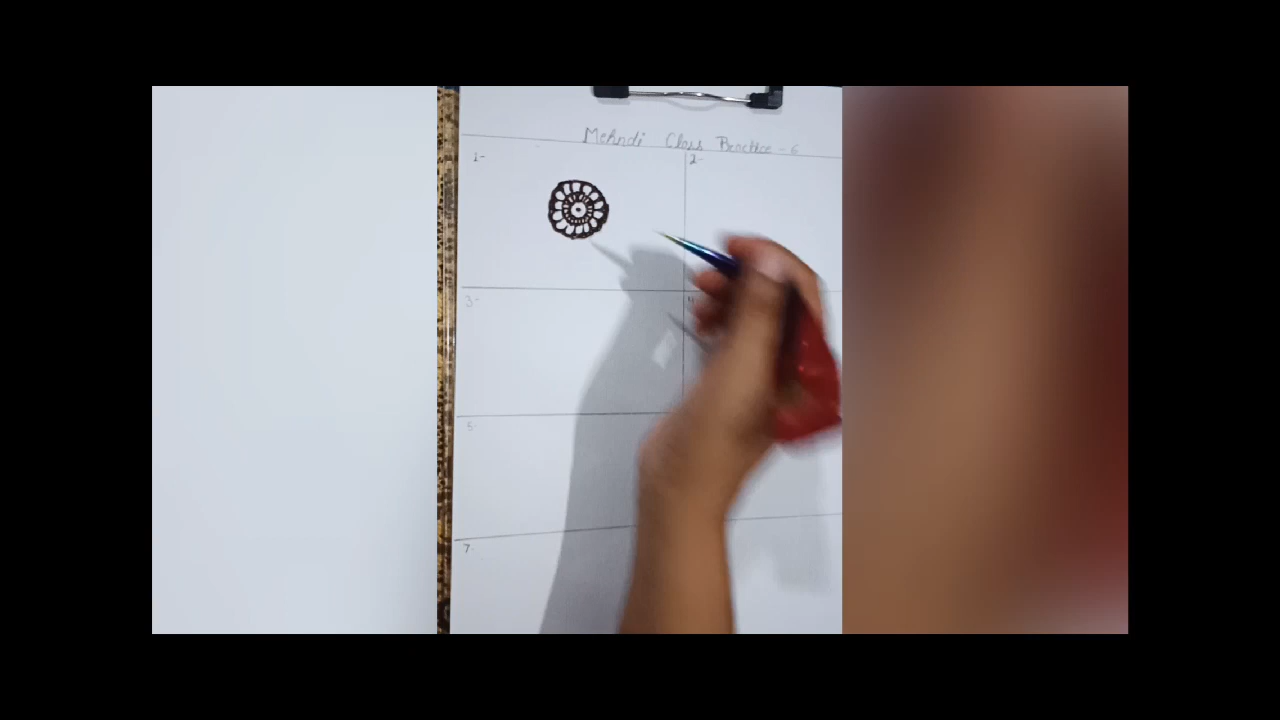 Mehndi Class Practice - 6
1- 2-
3-
5-
7-